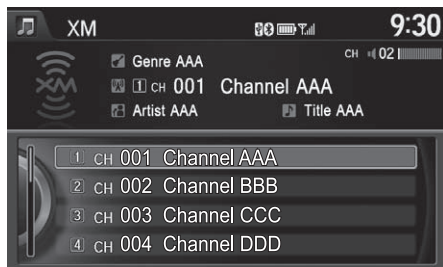 XM 9:30
Genre AAA CH 02
XM 1 CH 001 Channel AAA
Artist AAA Title AAA
1 CH 001 Channel AAA
2 CH 002 Channel BBB
3 CH 003 Channel CCC
4 CH 004 Channel DDD